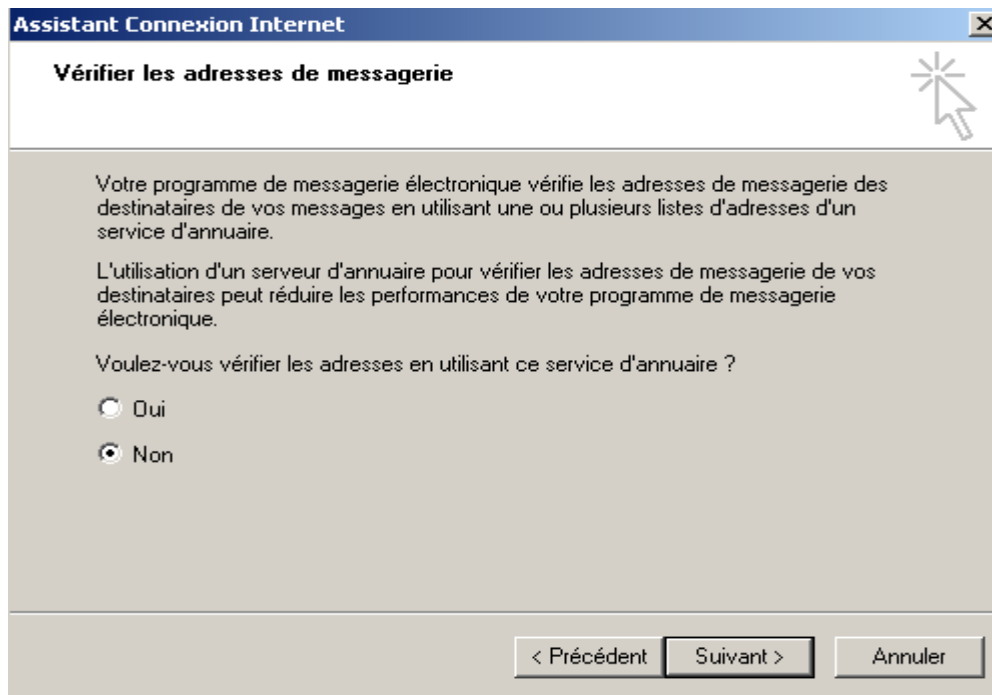 Assistant Connexion Internet
Vérifier les adresses de messagerie
Votre programme de messagerie électronique vérifie les adresses de messagerie des
destinataires de vos messages en utilisant une ou plusieurs listes d'adresses d'un
service d'annuaire.
L'utilisation d'un serveur d'annuaire pour vérifier les adresses de messagerie de vos
destinataires peut réduire les performances de votre programme de messagerie
électronique.
Voulez-vous vérifier les adresses en utilisant ce service d'annuaire ?
Oui
Non
< Précédent Suivant > Annuler